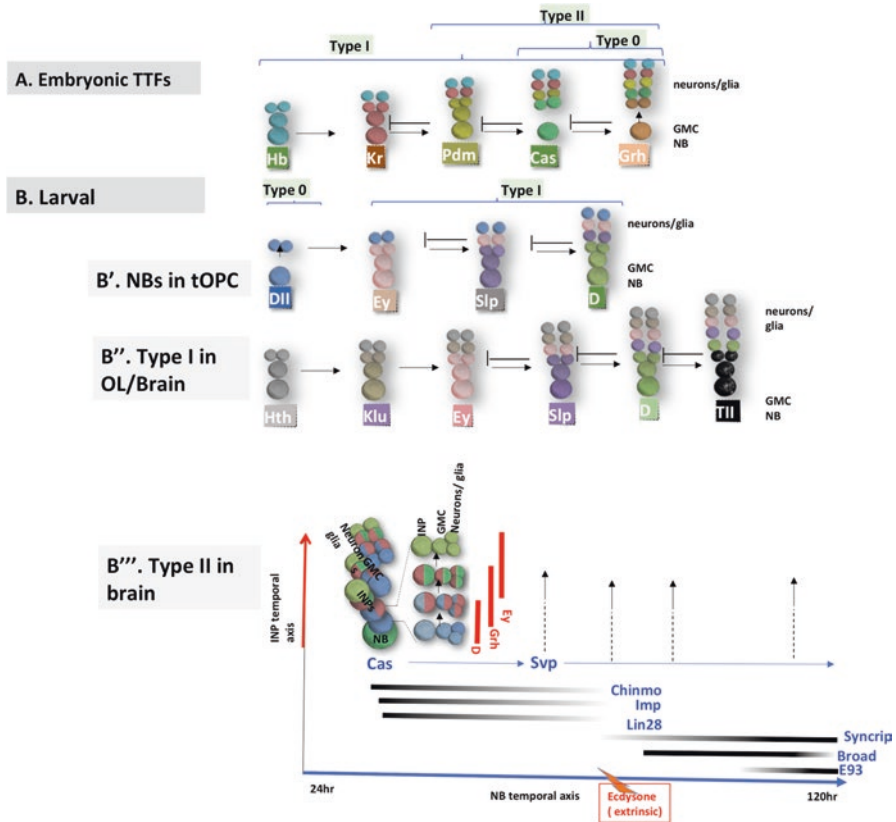 Type II
Type I
Type 0
A. Embryonic TTFs
neurons/glia
GMC
NB
Hb
Kr
Pdm
Cas
Grh
B. Larval
Type 0
Type I
neurons/glia
B'. NBs in tOPC
GMC
NB
Dll
Ey
Slp
D
neurons/
glia
B''. Type I in
OL/Brain
GMC
NB
Hth
Klu
Ey
Slp
D
Tll
B'''. Type II in
brain
INP temporal
axis
Neuron
glia
s
GMC
INPs
NB
INP
GMC
Neurons/ glia
D
Grh
Ey
Cas
Svp
Chinmo
Imp
Lin28
Syncrip
Broad
E93
24hr
NB temporal axis
Ecdysone
( extrinsic)
120hr